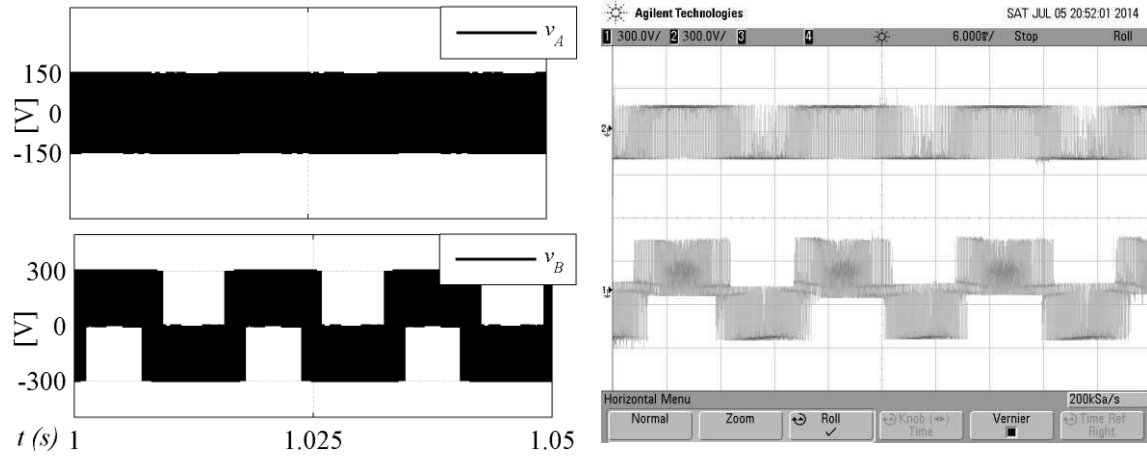 v_A
150
0
-150
[V]
v_B
300
0
-300
[V]
t (s) 1 1.025 1.05
Agilent Technologies SAT JUL 05 20:52:01 2014
1 300.0V/ 2 300.0V/ 3 4 Stop Roll
2
1
Horizontal Menu 200kSa/s
Normal Zoom Roll Knob Vernier Time Ref
Time Right